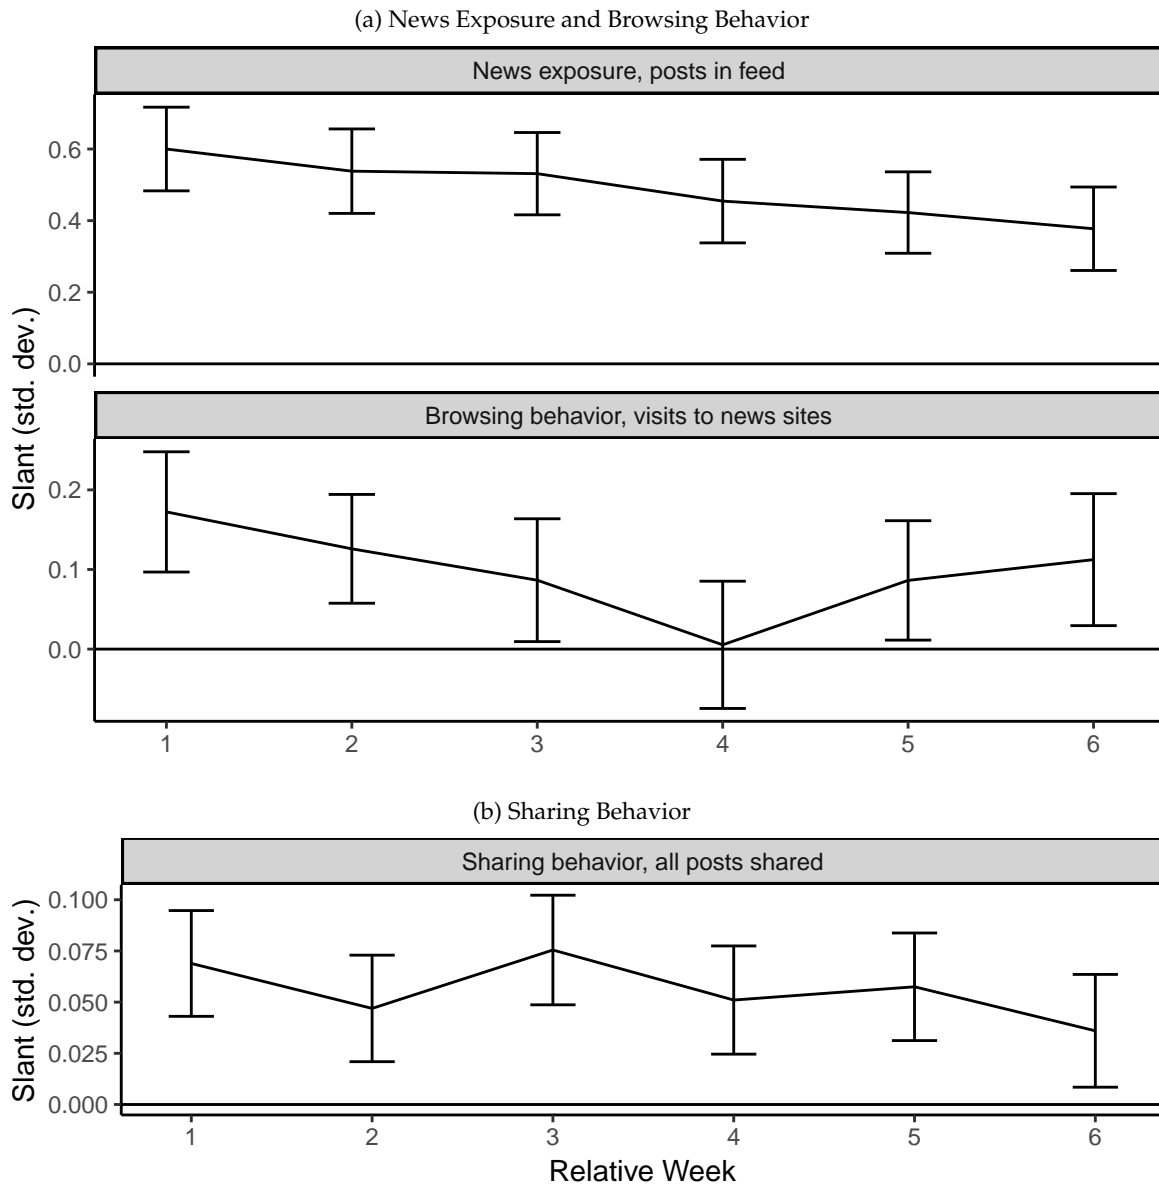 (a) News Exposure and Browsing Behavior
News exposure, posts in feed
0.6
0.4
0.2
0.0
Slant (std. dev.)
Browsing behavior, visits to news sites
0.2
0.1
0.0
1 2 3 4 5 6
(b) Sharing Behavior
Sharing behavior, all posts shared
Slant (std. dev.)
0.100
0.075
0.050
0.025
0.000
1 2 3 4 5 6
Relative Week